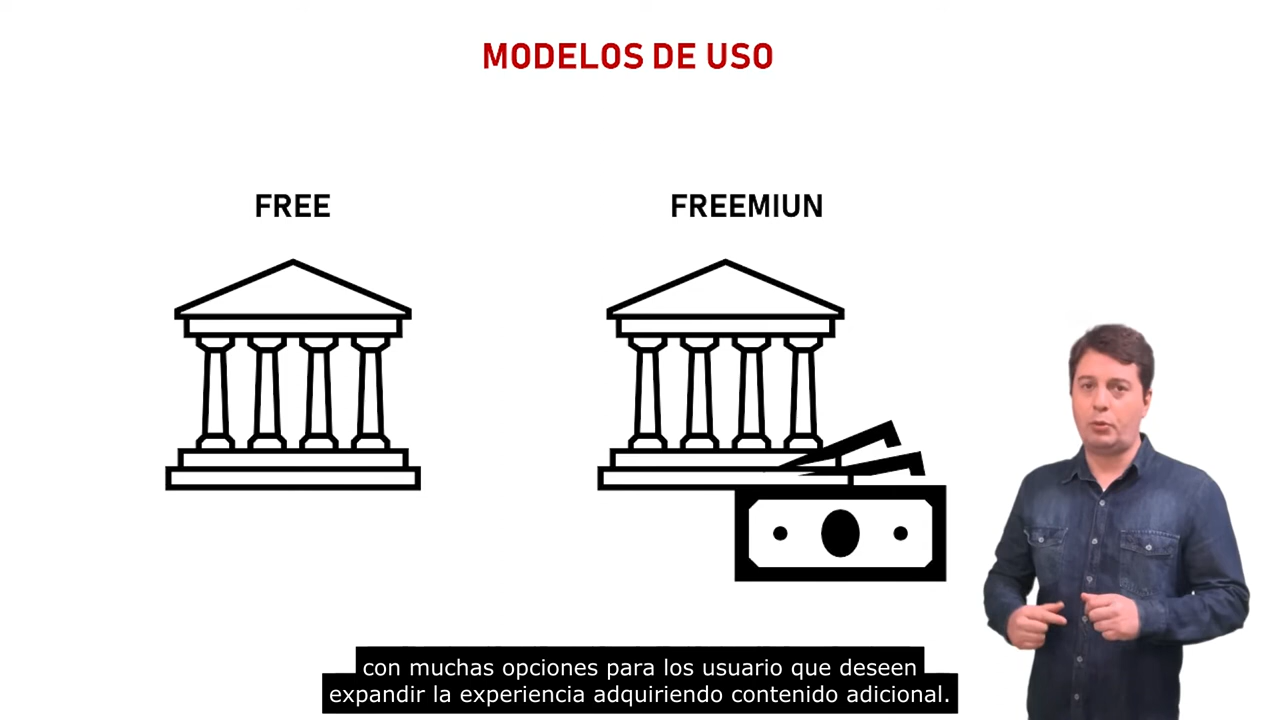 MODELOS DE USO
FREE
FREEMIUN
con muchas opciones para los usuario que deseen
expandir la experiencia adquiriendo contenido adicional.